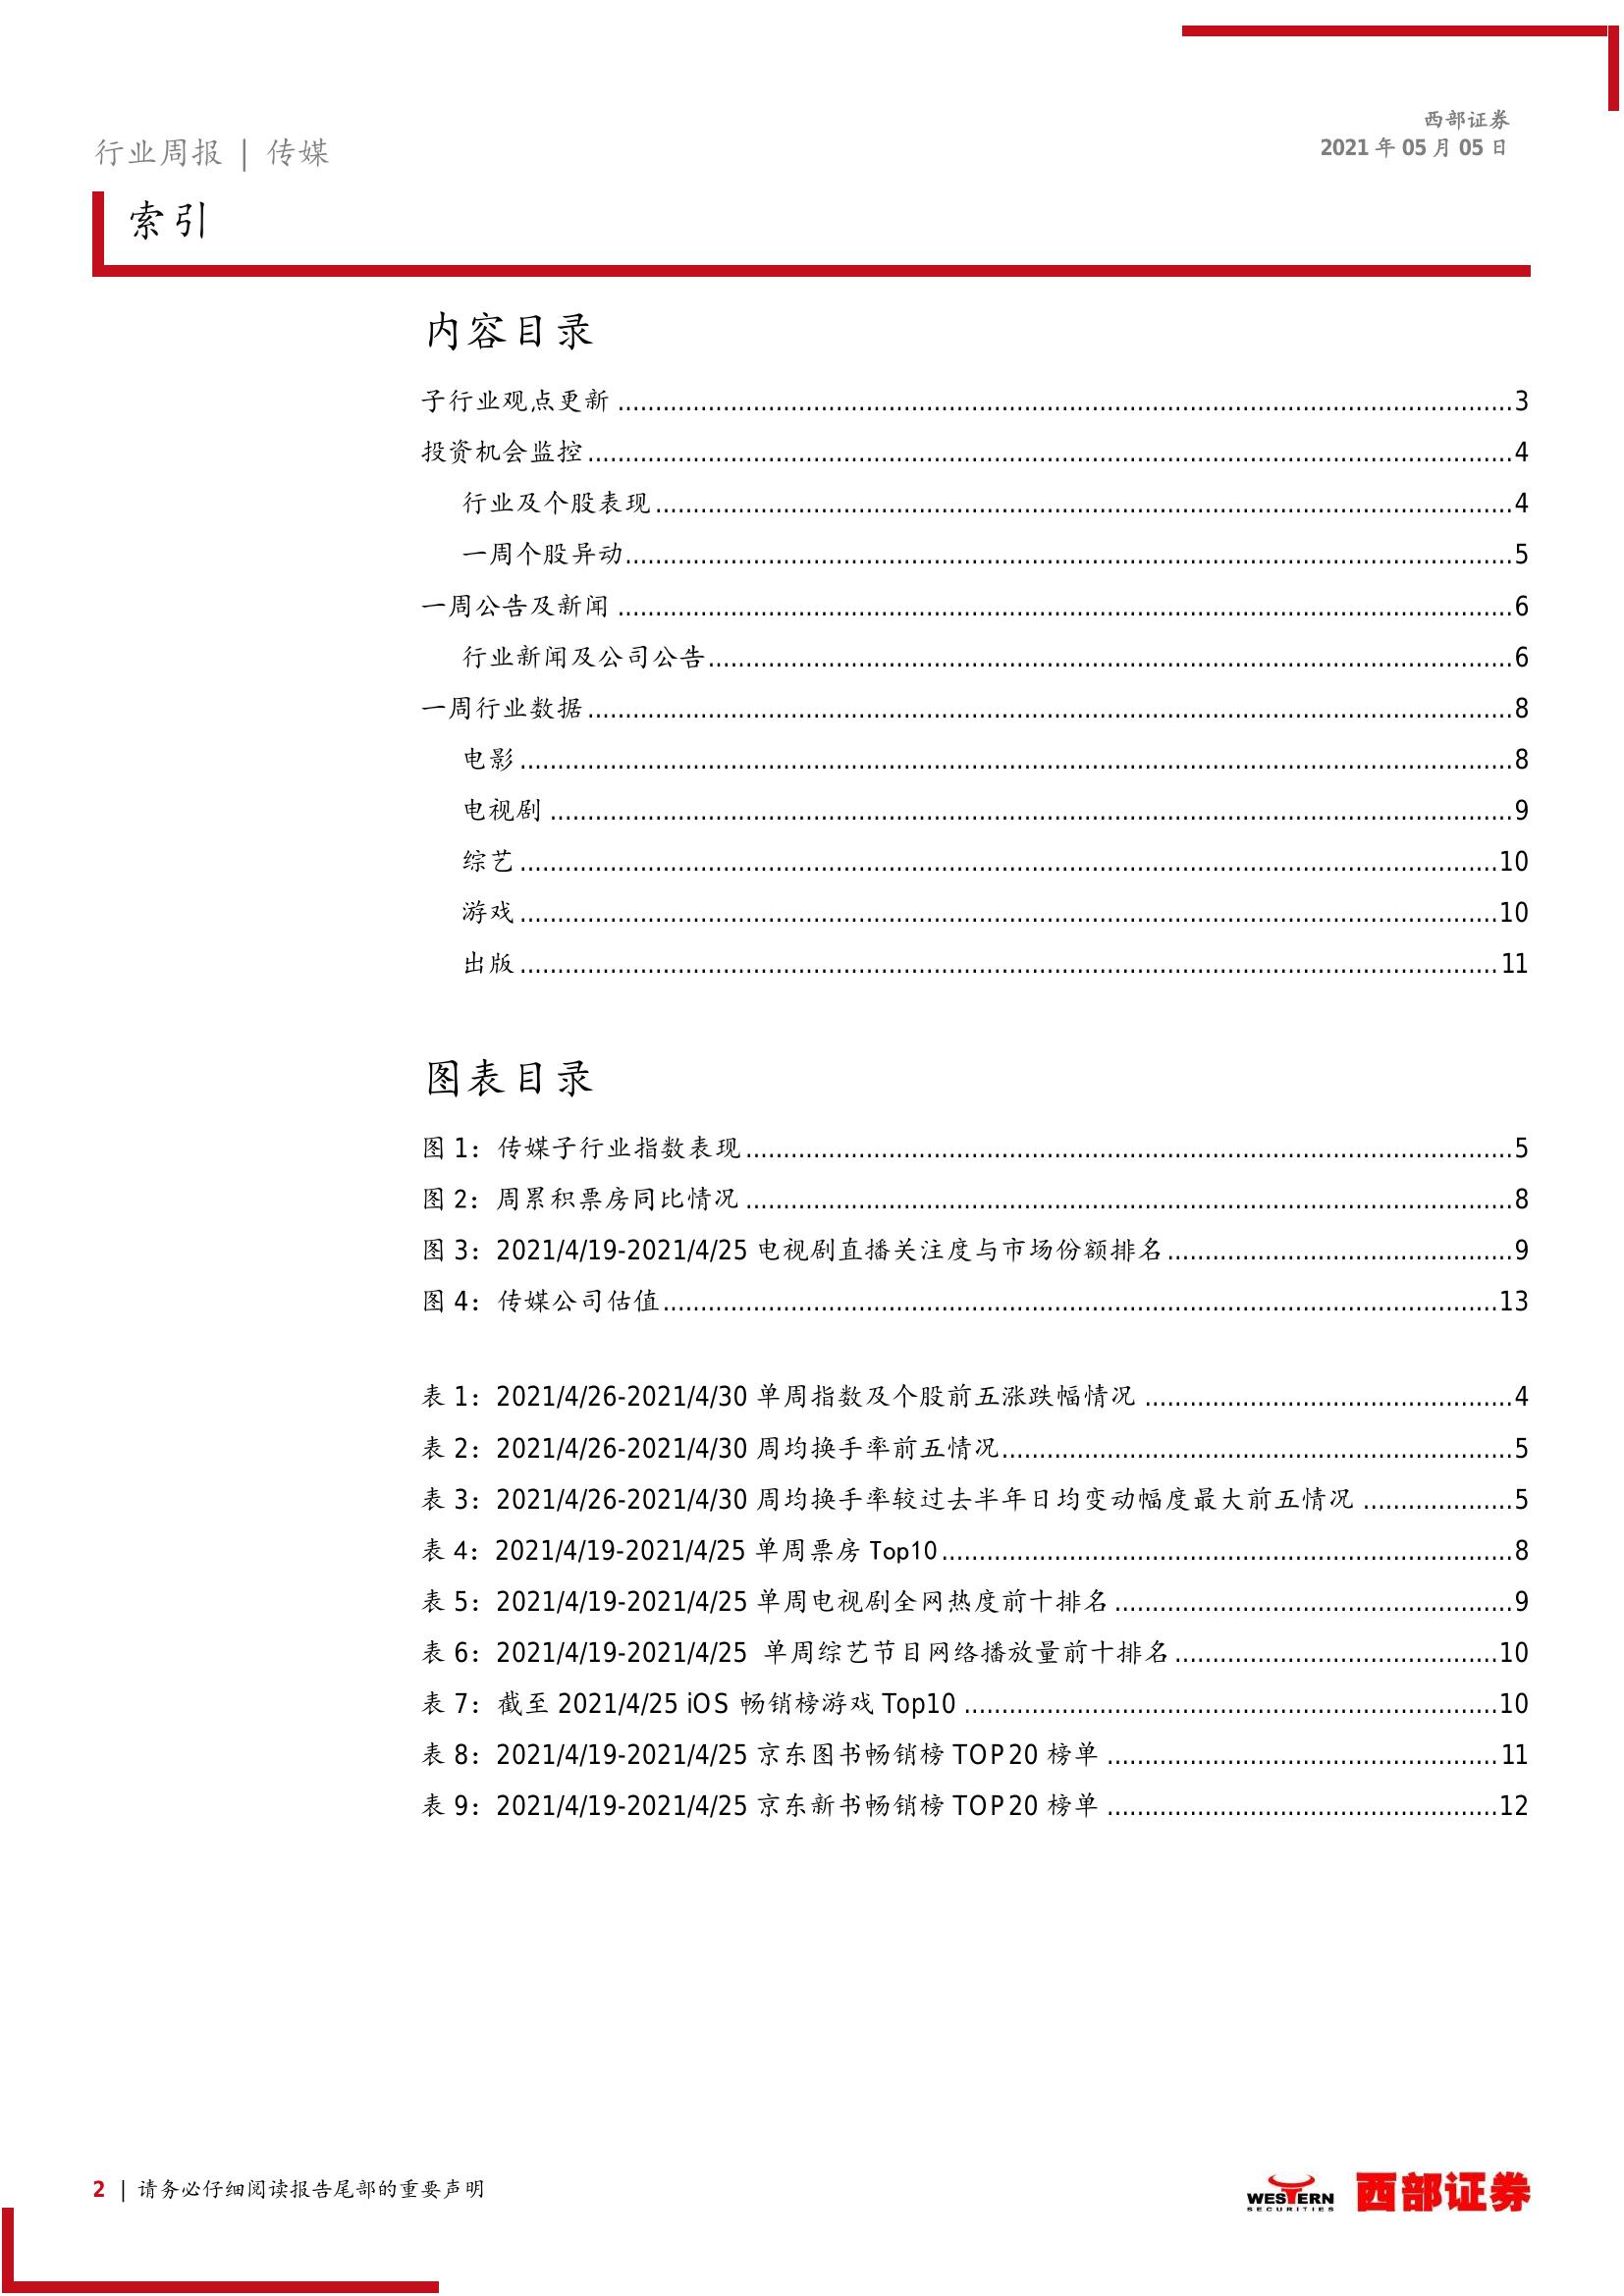 西部证券
行业周报 | 传媒
2021 年 05 月 05 日
索引
内容目录
子行业观点更新 ........ 3
投资机会监控 ........ 4
行业及个股表现 ........ 4
一周个股异动 ........ 5
一周公告及新闻 ........ 6
行业新闻及公司公告 ........ 6
一周行业数据 ........ 8
电影 ........ 8
电视剧 ........ 9
综艺 ........ 10
游戏 ........ 10
出版 ........ 11
图表目录
图 1：传媒子行业指数表现 ........ 5
图 2：周累积票房同比情况 ........ 8
图 3：2021/4/19-2021/4/25 电视剧直播关注度与市场份额排名 ........ 9
图 4：传媒公司估值 ........ 13
表 1：2021/4/26-2021/4/30 单周指数及个股前五涨跌幅情况 ........ 4
表 2：2021/4/26-2021/4/30 周均换手率前五情况 ........ 5
表 3：2021/4/26-2021/4/30 周均换手率较过去半年日均变动幅度最大前五情况 ........ 5
表 4：2021/4/19-2021/4/25 单周票房 Top10 ........ 8
表 5：2021/4/19-2021/4/25 单周电视剧全网热度前十排名 ........ 9
表 6：2021/4/19-2021/4/25 单周综艺节目网络播放量前十排名 ........ 10
表 7：截至 2021/4/25 iOS 畅销榜游戏 Top10 ........ 10
表 8：2021/4/19-2021/4/25 京东图书畅销榜 TOP20 榜单 ........ 11
表 9：2021/4/19-2021/4/25 京东新书畅销榜 TOP20 榜单 ........ 12
2 | 请务必仔细阅读报告尾部的重要声明
WESTERN
SECURITIES
西部证券